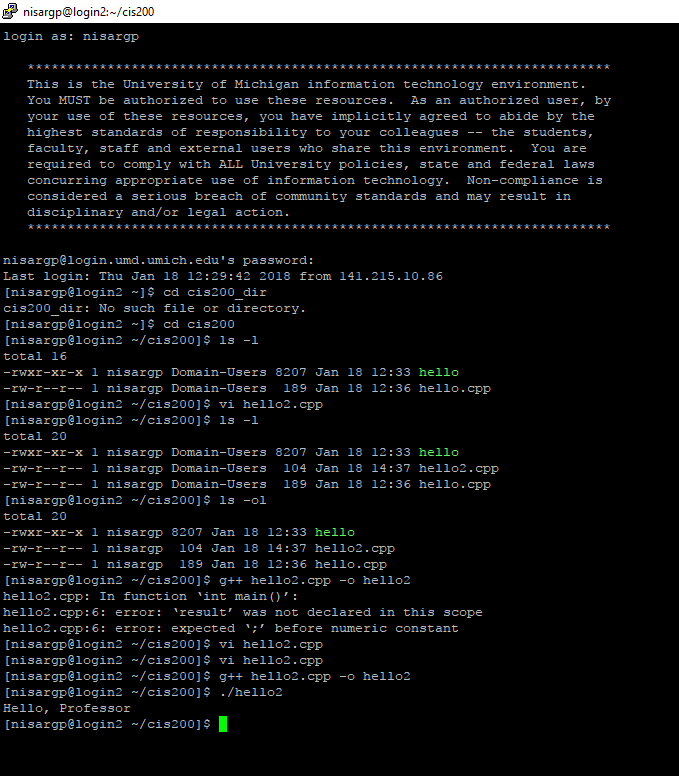 nisargp@login2:~/cis200
login as: nisargp
*************************************************************************
This is the University of Michigan information technology environment.
You MUST be authorized to use these resources.  As an authorized user, by
your use of these resources, you have implicitly agreed to abide by the
highest standards of responsibility to your colleagues -- the students,
faculty, staff and external users who share this environment.  You are
required to comply with ALL University policies, state and federal laws
concurring appropriate use of information technology.  Non-compliance is
considered a serious breach of community standards and may result in
disciplinary and/or legal action.
*************************************************************************
nisargp@login.umd.umich.edu's password:
Last login: Thu Jan 18 12:29:42 2018 from 141.215.10.86
[nisargp@login2 ~]$ cd cis200_dir
cis200_dir: No such file or directory.
[nisargp@login2 ~]$ cd cis200
[nisargp@login2 ~/cis200]$ ls -l
total 16
-rwxr-xr-x 1 nisargp Domain-Users 8207 Jan 18 12:33 hello
-rw-r--r-- 1 nisargp Domain-Users  189 Jan 18 12:36 hello.cpp
[nisargp@login2 ~/cis200]$ vi hello2.cpp
[nisargp@login2 ~/cis200]$ ls -l
total 20
-rwxr-xr-x 1 nisargp Domain-Users 8207 Jan 18 12:33 hello
-rw-r--r-- 1 nisargp Domain-Users  104 Jan 18 14:37 hello2.cpp
-rw-r--r-- 1 nisargp Domain-Users  189 Jan 18 12:36 hello.cpp
[nisargp@login2 ~/cis200]$ ls -ol
total 20
-rwxr-xr-x 1 nisargp 8207 Jan 18 12:33 hello
-rw-r--r-- 1 nisargp  104 Jan 18 14:37 hello2.cpp
-rw-r--r-- 1 nisargp  189 Jan 18 12:36 hello.cpp
[nisargp@login2 ~/cis200]$ g++ hello2.cpp -o hello2
hello2.cpp: In function ‘int main()’:
hello2.cpp:6: error: ‘result’ was not declared in this scope
hello2.cpp:6: error: expected ‘;’ before numeric constant
[nisargp@login2 ~/cis200]$ vi hello2.cpp
[nisargp@login2 ~/cis200]$ vi hello2.cpp
[nisargp@login2 ~/cis200]$ g++ hello2.cpp -o hello2
[nisargp@login2 ~/cis200]$ ./hello2
Hello, Professor
[nisargp@login2 ~/cis200]$